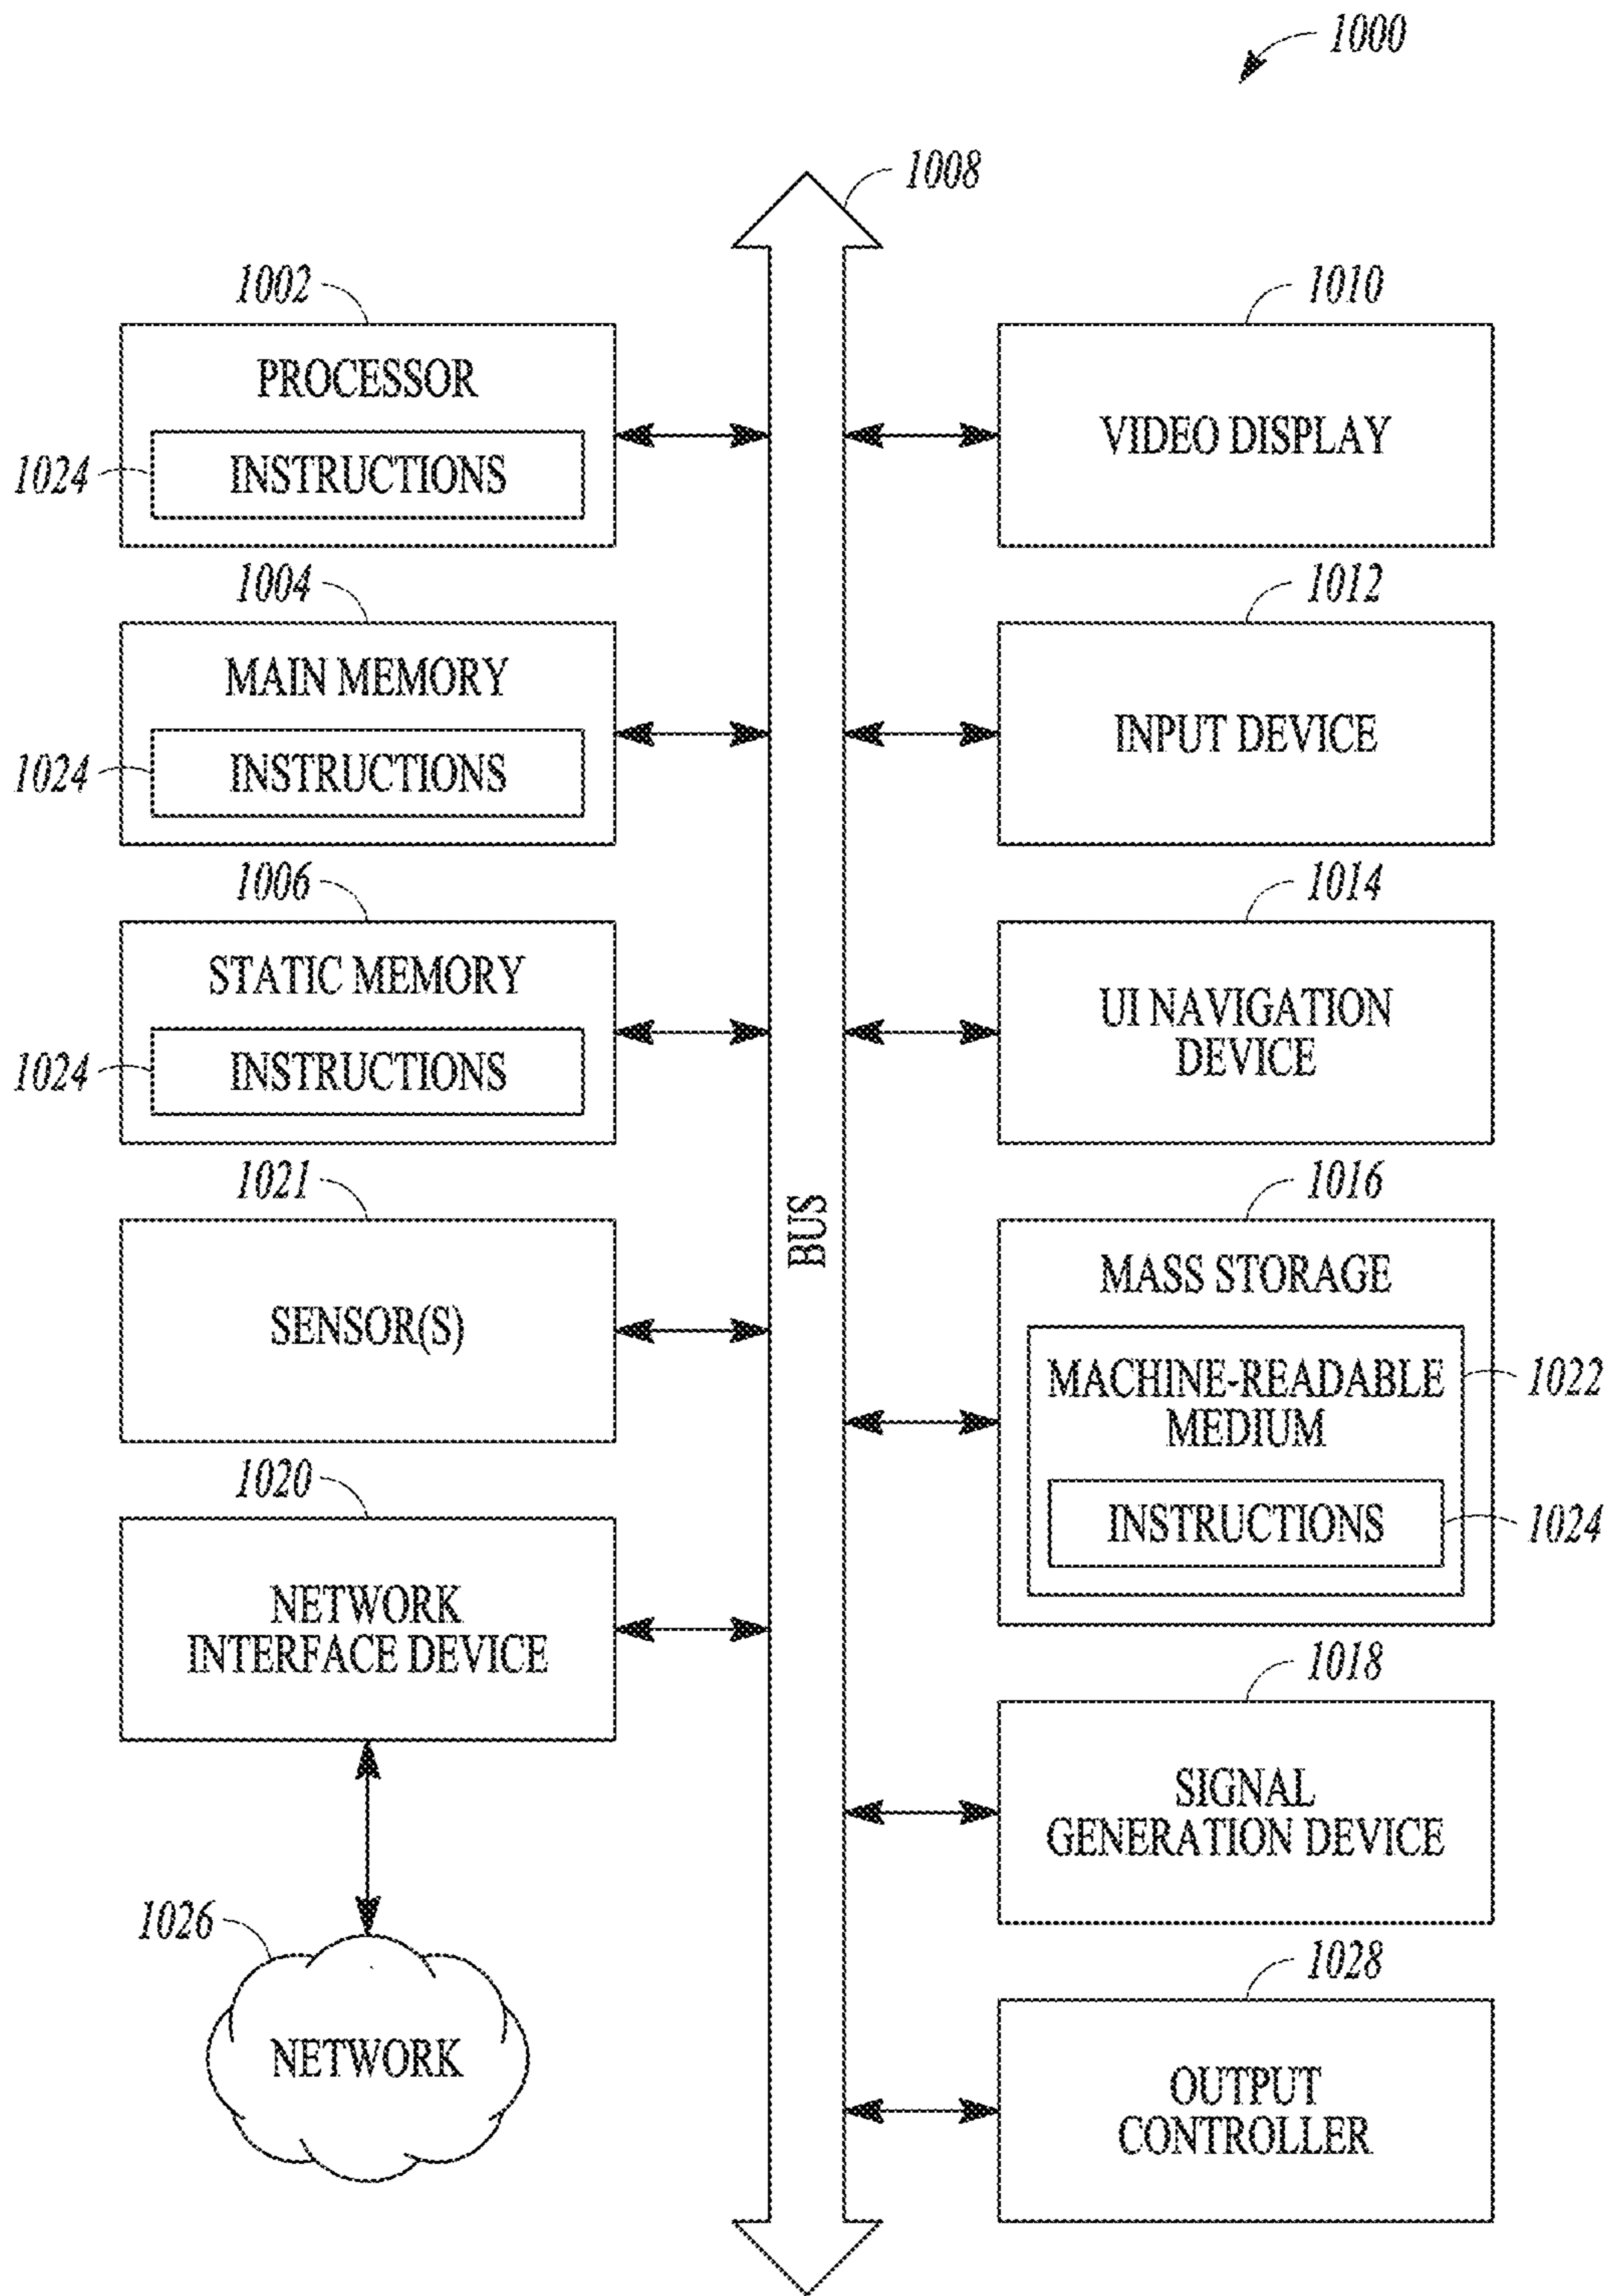 1000
1008
1002
PROCESSOR
1024
INSTRUCTIONS
1004
MAIN MEMORY
1024
INSTRUCTIONS
1006
STATIC MEMORY
1024
INSTRUCTIONS
1021
SENSOR(S)
1020
NETWORK
INTERFACE DEVICE
1026
NETWORK
BUS
1010
VIDEO DISPLAY
1012
INPUT DEVICE
1014
UI NAVIGATION
DEVICE
1016
MASS STORAGE
MACHINE-READABLE
MEDIUM
1022
INSTRUCTIONS
1024
1018
SIGNAL
GENERATION DEVICE
1028
OUTPUT
CONTROLLER